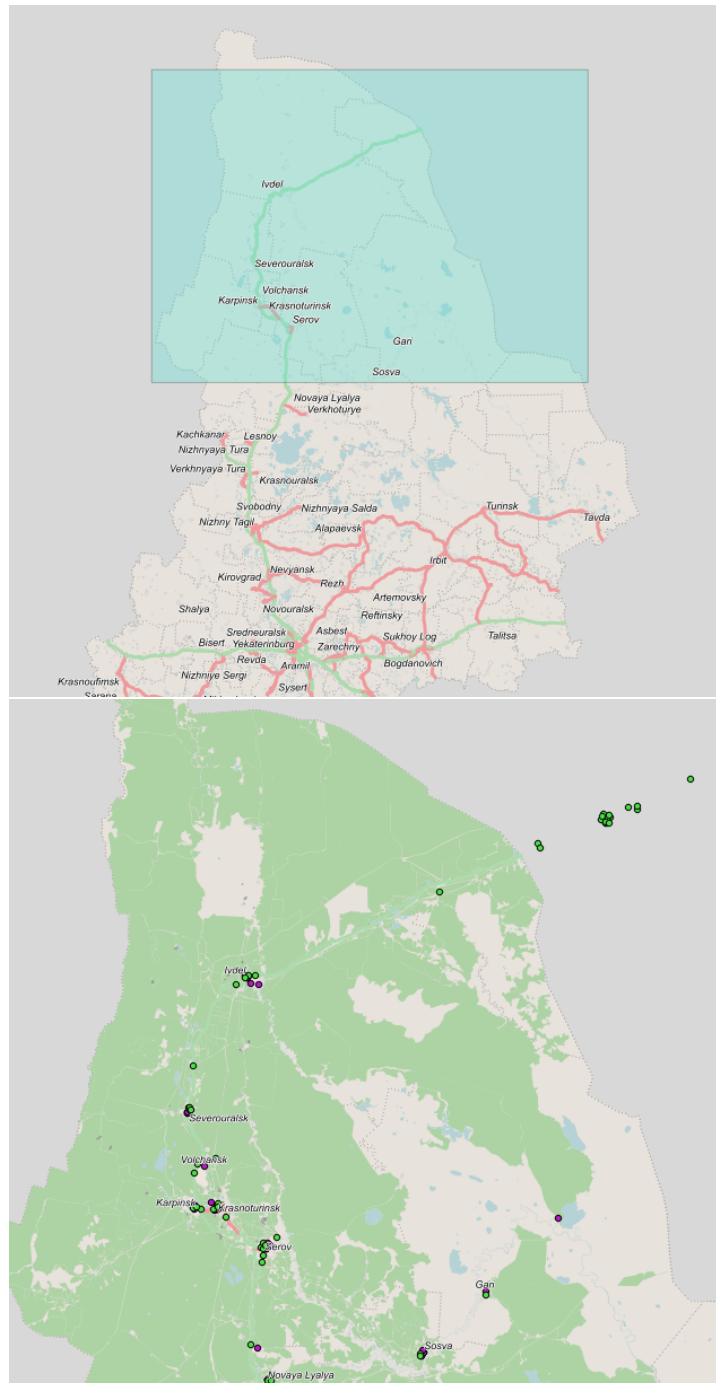 Ivdel
Severouralsk
Volchansk
Karpinsk
Krasnoturinsk
Serov
Gari
Sosva
Novaya Lyalya
Verkhoturye
Kachkanar
Lesnoy
Nizhnyaya Tura
Verkhnyaya Tura
Krasnouralsk
Svobodny
Nizhnyaya Salda
Turinsk
Tavda
Nizhny Tagil
Alapaevsk
Irbit
Nevyansk
Kirovgrad
Rezh
Artemovsky
Shalya
Novouralsk
Reftinsky
Sredneuralsk
Asbest
Sukhoy Log
Talitsa
Bisert
Yekaterinburg
Zarechny
Revda
Aramil
Bogdanovich
Krasnoufimsk
Nizhniye Sergi
Sysert
Sarana
Ivdel
Severouralsk
Volchansk
Karpinsk
Krasnoturinsk
Serov
Gari
Sosva
Novaya Lyalya